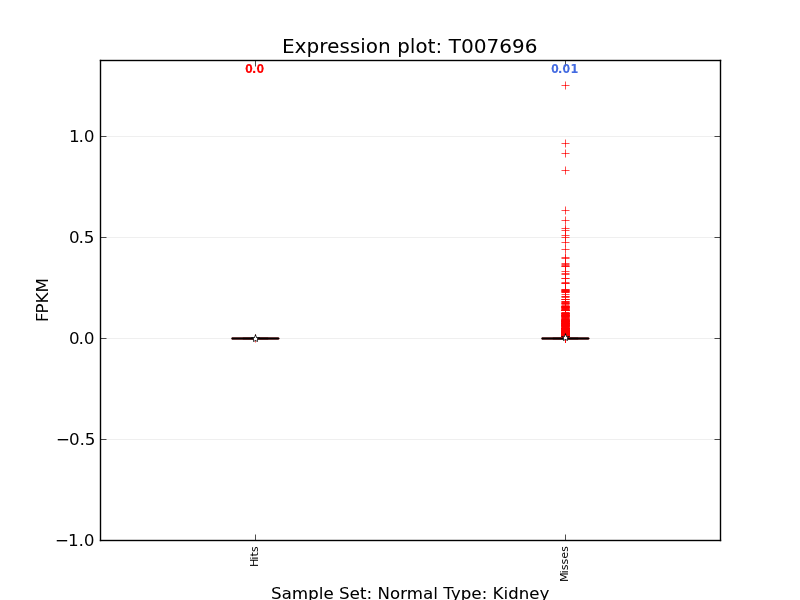 Expression plot: T007696
0.0
0.01
1.0
0.5
0.0
−0.5
−1.0
FPKM
Hits
Misses
Sample Set: Normal Type: Kidney